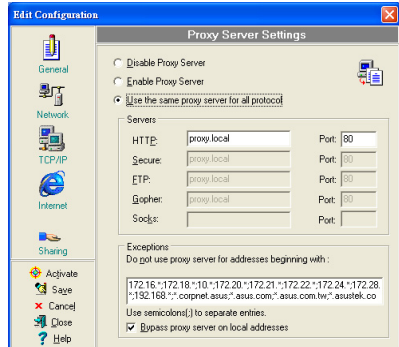 Edit Configuration
Proxy Server Settings
General
Network
TCP/IP
Internet
Sharing
Activate
Save
Cancel
Close
Help
Disable Proxy Server
Enable Proxy Server
Use the same proxy server for all protocol
Servers
HTTP: proxy.local Port: 80
Secure: proxy.local Port: 80
FTP: proxy.local Port: 80
Gopher: proxy.local Port: 80
Socks: Port:
Exceptions
Do not use proxy server for addresses beginning with :
172.16.*;172.18.*;10.*;172.20.*;172.21.*;172.22.*;172.24.*;172.28.
*;192.168.*;*.corpnet.asus;*.asus.com;*.asus.com.tw;*.asustek.co
Use semicolons(;) to separate entries.
Bypass proxy server on local addresses